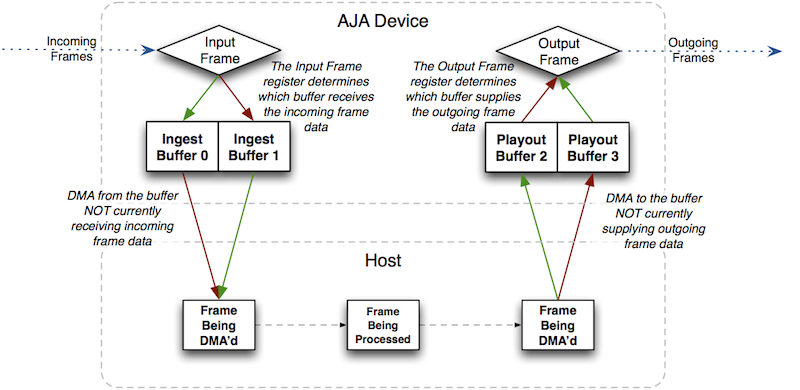 AJA Device
Incoming
Frames
Input
Frame
The Input Frame
register determines
which buffer receives
the incoming frame
data
The Output Frame
register determines
which buffer supplies
the outgoing frame
data
Output
Frame
Outgoing
Frames
Ingest
Buffer 0
Ingest
Buffer 1
Playout
Buffer 2
Playout
Buffer 3
DMA from the buffer
NOT currently
receiving incoming
frame data
DMA to the buffer
NOT currently
supplying outgoing
frame data
Host
Frame
Being
DMA'd
Frame
Being
Processed
Frame
Being
DMA'd